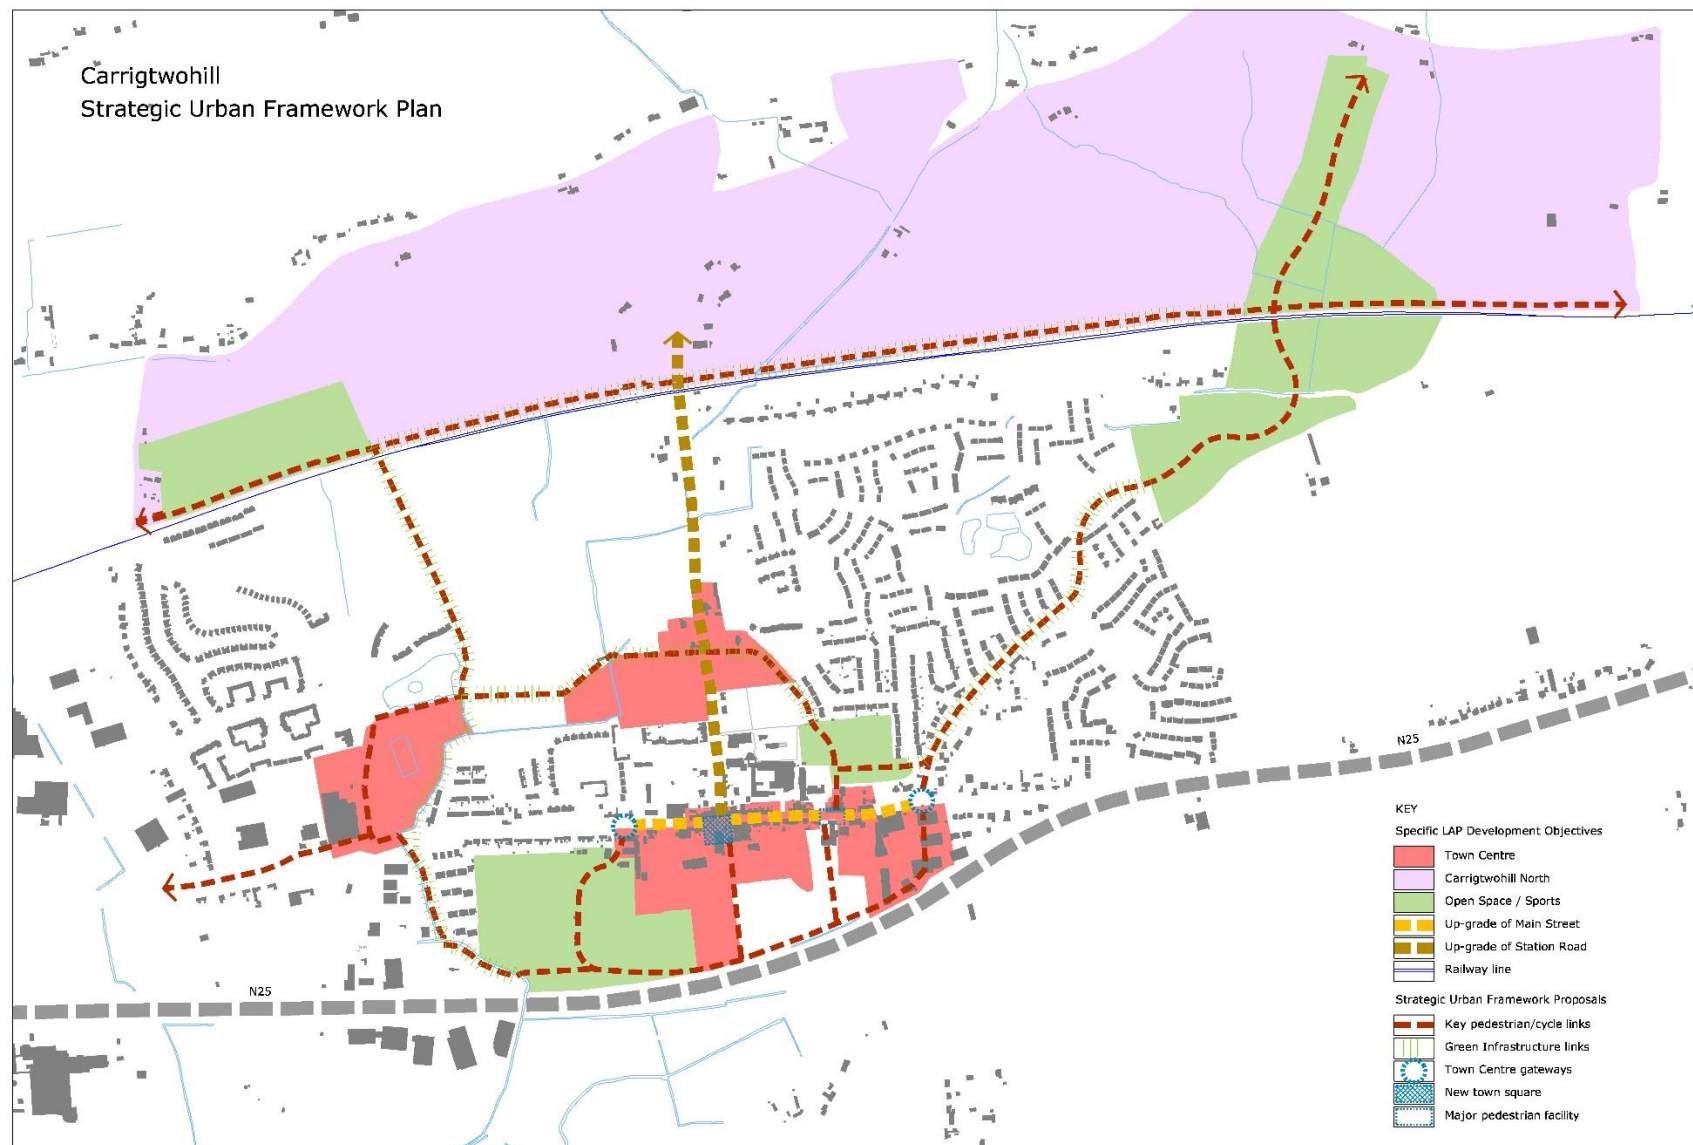 Carrigtwohill
Strategic Urban Framework Plan
N25
N25
KEY
Specific LAP Development Objectives
Town Centre
Carrigtwohill North
Open Space / Sports
Up-grade of Main Street
Up-grade of Station Road
Railway line
Strategic Urban Framework Proposals
Key pedestrian/cycle links
Green Infrastructure links
Town Centre gateways
New town square
Major pedestrian facility